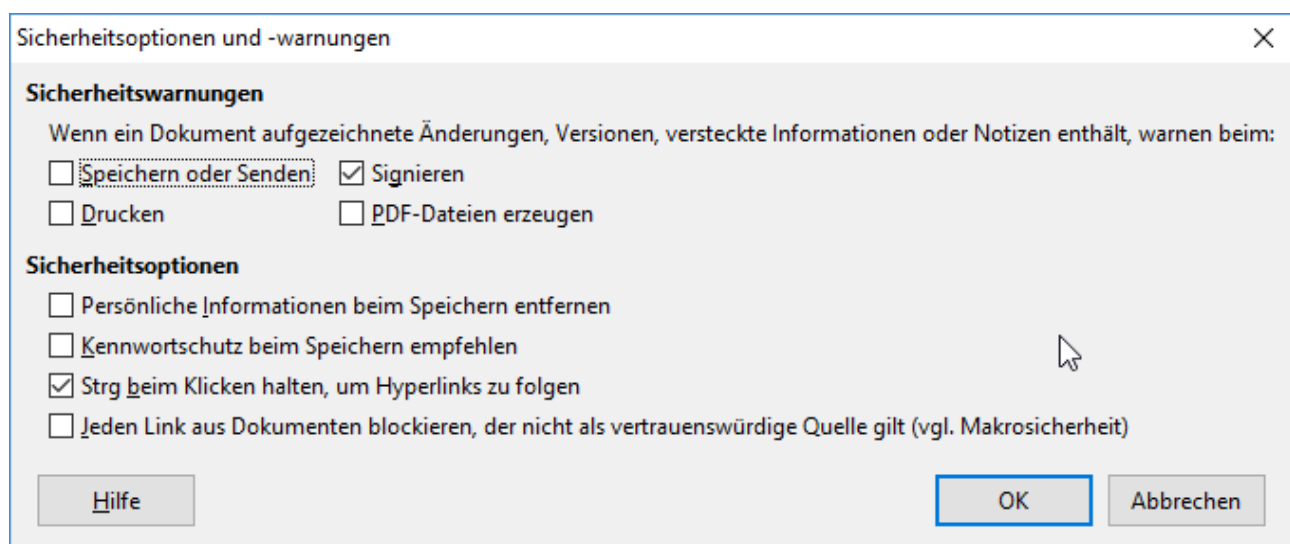 Sicherheitsoptionen und -warnungen
Sicherheitswarnungen
Wenn ein Dokument aufgezeichnete Änderungen, Versionen, versteckte Informationen oder Notizen enthält, warnen beim:
Speichern oder Senden Signieren
Drucken PDF-Dateien erzeugen
Sicherheitsoptionen
Persönliche Informationen beim Speichern entfernen
Kennwortschutz beim Speichern empfehlen
Strg beim Klicken halten, um Hyperlinks zu folgen
Jeden Link aus Dokumenten blockieren, der nicht als vertrauenswürdige Quelle gilt (vgl. Makrosicherheit)
Hilfe OK Abbrechen